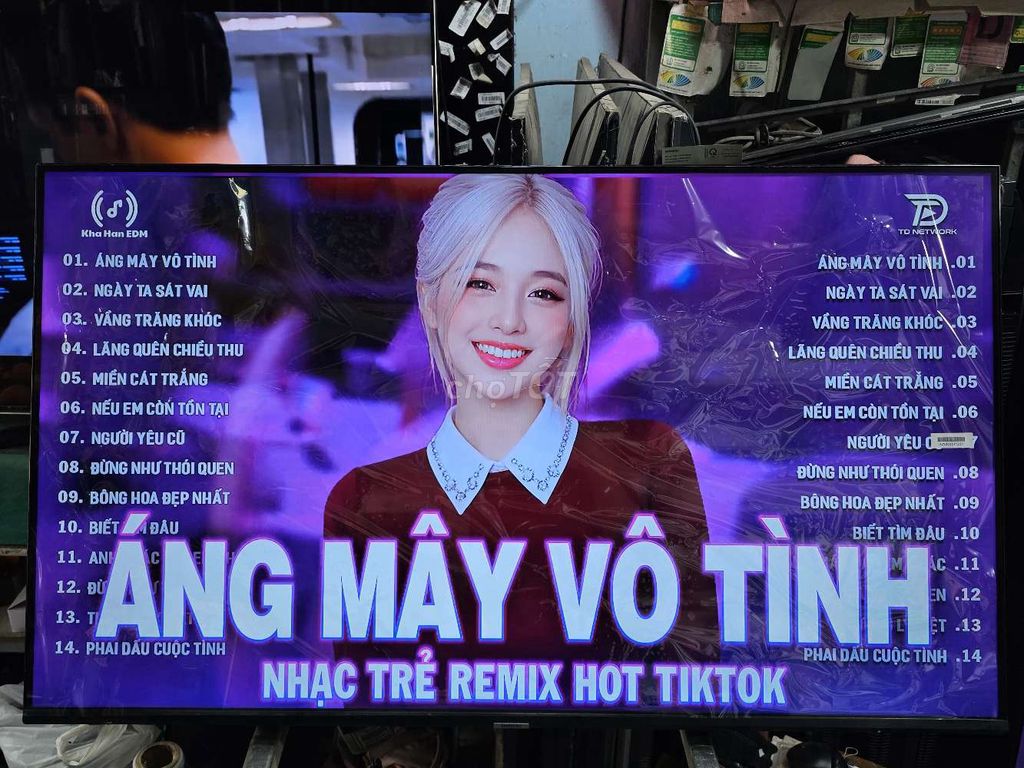 Kha Han EDM
TD NETWORK
01. ÁNG MÂY VÔ TÌNH
02. NGÀY TA SÁT VAI
03. VẦNG TRĂNG KHÓC
04. LÃNG QUÊN CHIỀU THU
05. MIỀN CÁT TRẮNG
06. NẾU EM CÒN TỒN TẠI
07. NGƯỜI YÊU CŨ
08. ĐỪNG NHƯ THÓI QUEN
09. BÔNG HOA ĐẸP NHẤT
10. BIẾT TÌM ĐÂU
11.
12.
13.
14. PHAI DẤU CUỘC TÌNH
ÁNG MÂY VÔ TÌNH .01
NGÀY TA SÁT VAI .02
VẦNG TRĂNG KHÓC .03
LÃNG QUÊN CHIỀU THU .04
MIỀN CÁT TRẮNG .05
NẾU EM CÒN TỒN TẠI .06
NGƯỜI YÊU
ĐỪNG NHƯ THÓI QUEN .08
BÔNG HOA ĐẸP NHẤT .09
BIẾT TÌM ĐÂU .10
.11
.12
.13
PHAI DẤU CUỘC TÌNH .14
chợTỐT
ÁNG MÂY VÔ TÌNH
NHẠC TRẺ REMIX HOT TIKTOK